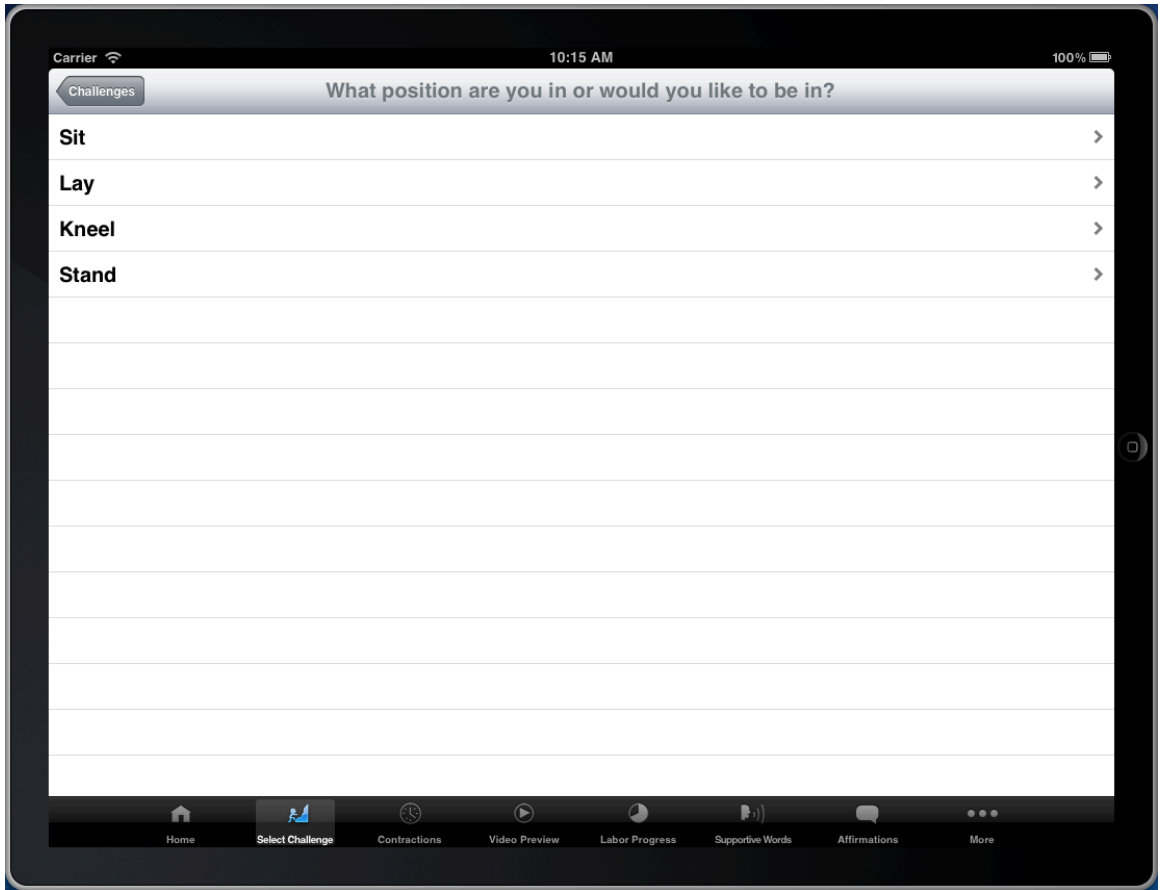 Carrier 10:15 AM 100%
Challenges What position are you in or would you like to be in?
Sit
Lay
Kneel
Stand
Home Select Challenge Contractions Video Preview Labor Progress Supportive Words Affirmations More